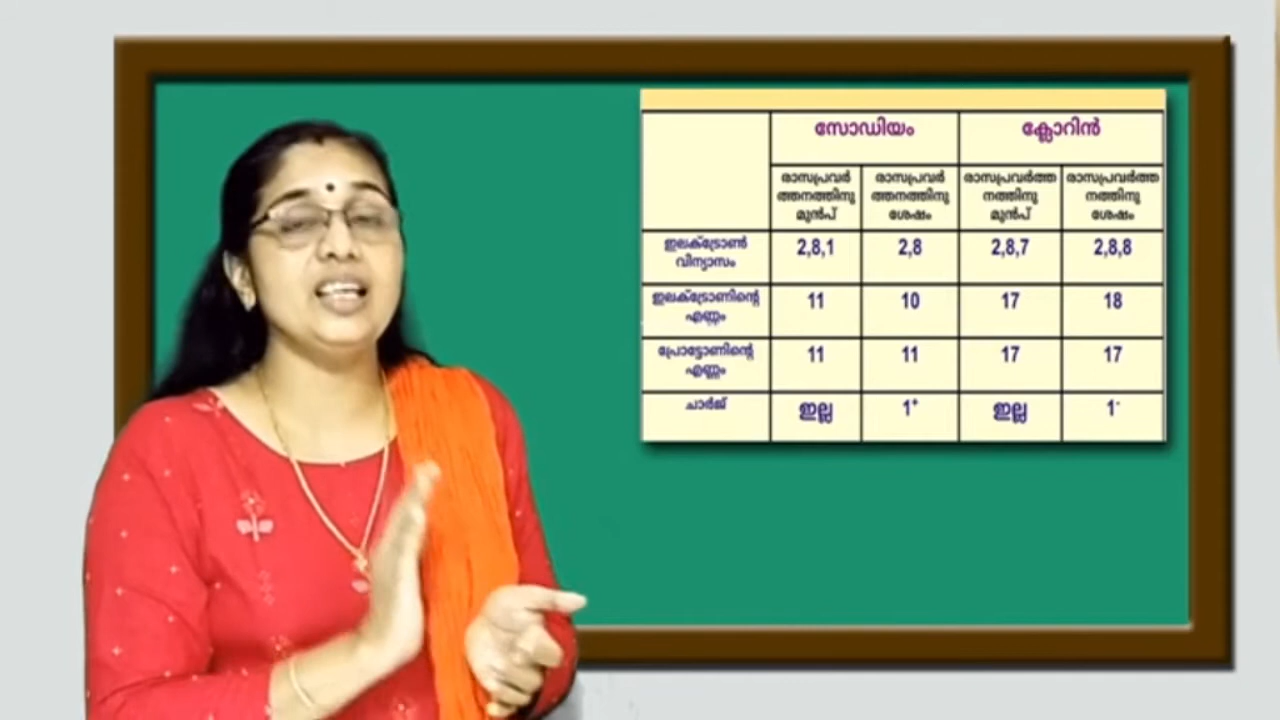 സോഡിയം ക്ലോറിൻ
രാസപ്രവർ രാസപ്രവർ രാസപ്രവർത്ത രാസപ്രവർത്ത
ത്തനത്തിനു ത്തനത്തിനു നത്തിനു നത്തിനു
മുൻപ് ശേഷം മുൻപ് ശേഷം
ഇലക്ട്രോൺ
വിന്യാസം
2,8,1 2,8 2,8,7 2,8,8
ഇലക്ട്രോണിന്റെ
എണ്ണം
11 10 17 18
പ്രോട്ടോണിന്റെ
എണ്ണം
11 11 17 17
ചാർജ് ഇല്ല 1⁺ ഇല്ല 1⁻